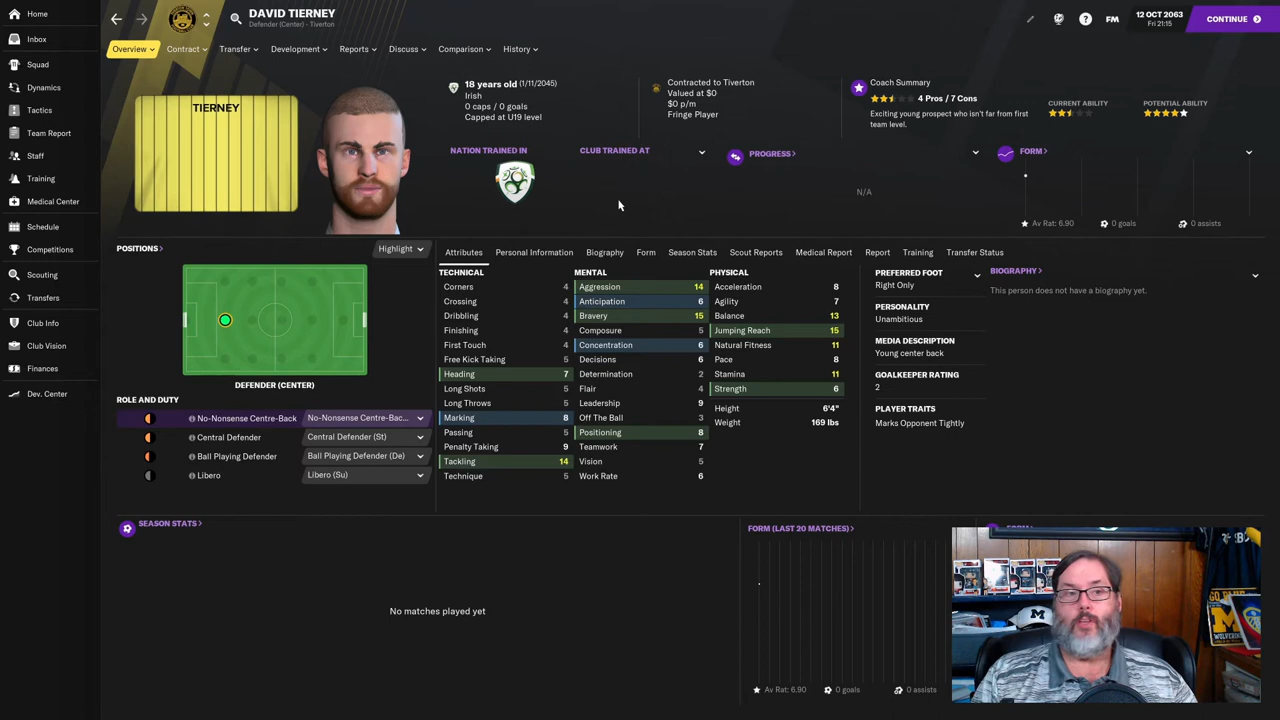 Home
Inbox
Squad
Dynamics
Tactics
Team Report
Staff
Training
Medical Center
Schedule
Competitions
Scouting
Transfers
Club Info
Club Vision
Finances
Dev. Center
DAVID TIERNEY
Defender (Center) - Tiverton
FM
12 OCT 2063
FRI 21:15
CONTINUE
Overview
Contract
Transfer
Development
Reports
Discuss
Comparison
History
TIERNEY
18 years old (1/11/2045)
Irish
0 caps / 0 goals
Capped at U19 level
Contracted to Tiverton
Valued at $0
$0 p/m
Fringe Player
Coach Summary
4 Pros / 7 Cons
Exciting young prospect who isn't far from first
team level.
CURRENT ABILITY
POTENTIAL ABILITY
NATION TRAINED IN
CLUB TRAINED AT
PROGRESS >
N/A
FORM >
Av Rat: 6.90
0 goals
0 assists
POSITIONS >
Highlight
DEFENDER (CENTER)
ROLE AND DUTY
No-Nonsense Centre-Back No-Nonsense Centre-Bac...
Central Defender Central Defender (St)
Ball Playing Defender Ball Playing Defender (De)
Libero Libero (Su)
Attributes
Personal Information
Biography
Form
Season Stats
Scout Reports
Medical Report
Report
Training
Transfer Status
TECHNICAL
Corners 4
Crossing 4
Dribbling 4
Finishing 4
First Touch 4
Free Kick Taking 5
Heading 7
Long Shots 5
Long Throws 5
Marking 8
Passing 5
Penalty Taking 9
Tackling 14
Technique 5
MENTAL
Aggression 14
Anticipation 6
Bravery 15
Composure 5
Concentration 6
Decisions 6
Determination 2
Flair 4
Leadership 9
Off The Ball 3
Positioning 8
Teamwork 7
Vision 5
Work Rate 6
PHYSICAL
Acceleration 8
Agility 7
Balance 13
Jumping Reach 15
Natural Fitness 11
Pace 8
Stamina 11
Strength 6
Height 6'4"
Weight 169 lbs
PREFERRED FOOT
Right Only
PERSONALITY
Unambitious
MEDIA DESCRIPTION
Young center back
GOALKEEPER RATING
2
PLAYER TRAITS
Marks Opponent Tightly
BIOGRAPHY >
This person does not have a biography yet.
SEASON STATS >
No matches played yet
FORM (LAST 20 MATCHES) >
Av Rat: 6.90
0 goals
0 assists